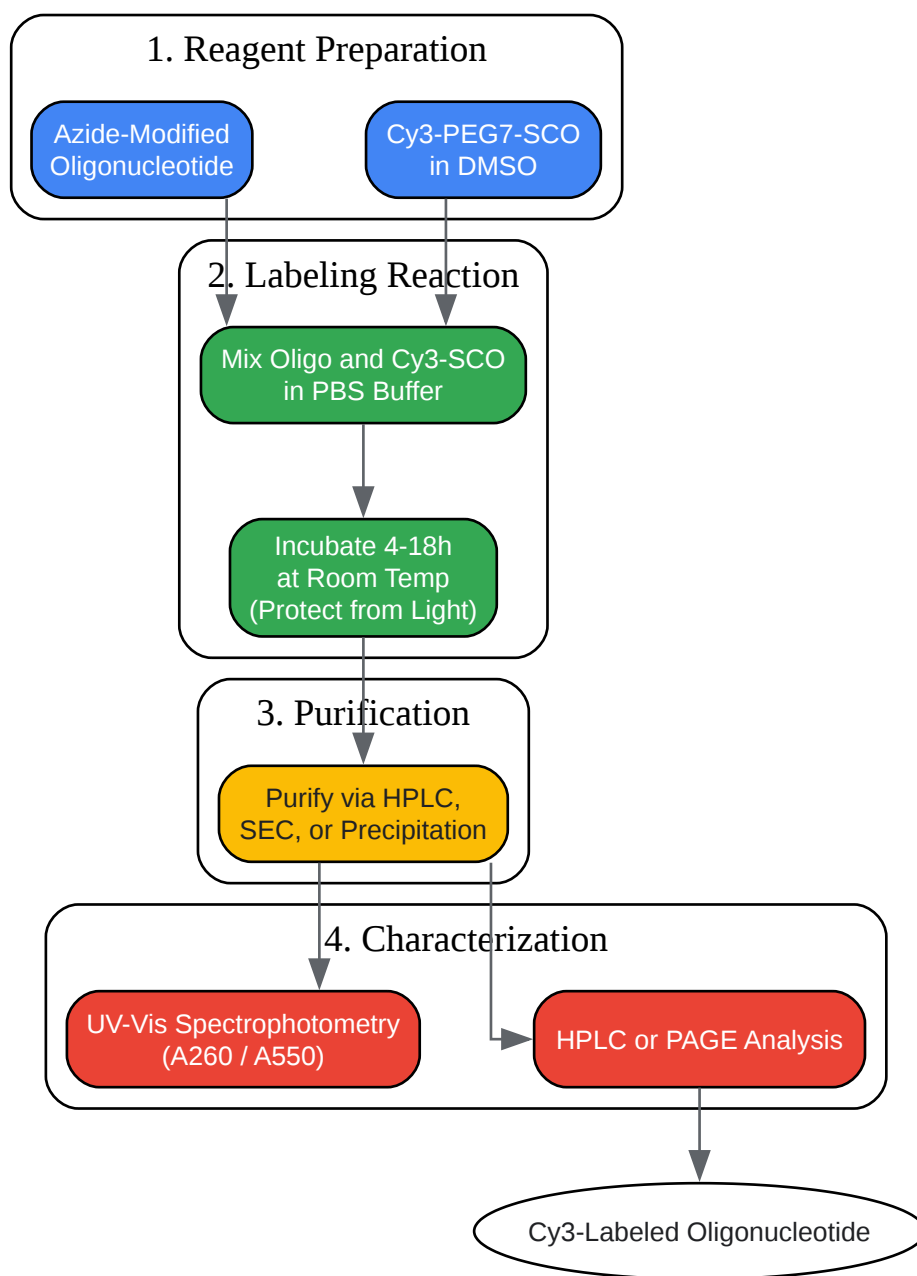 1. Reagent Preparation
Azide-Modified
Oligonucleotide
Cy3-PEG7-SCO
in DMSO
2. Labeling Reaction
Mix Oligo and Cy3-SCO
in PBS Buffer
Incubate 4-18h
at Room Temp
(Protect from Light)
3. Purification
Purify via HPLC,
SEC, or Precipitation
4. Characterization
UV-Vis Spectrophotometry
(A260 / A550)
HPLC or PAGE Analysis
Cy3-Labeled Oligonucleotide